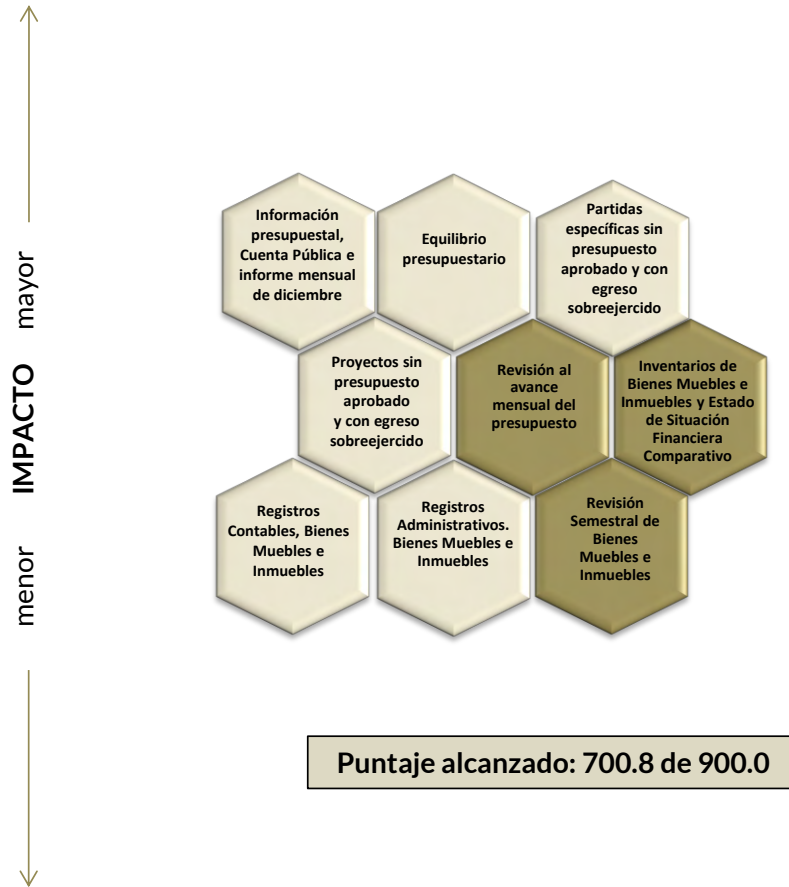 mayor
IMPACTO
menor
Información
presupuestal,
Cuenta Pública e
informe mensual
de diciembre
Equilibrio
presupuestario
Partidas
específicas sin
presupuesto
aprobado y con
egreso
sobreejercido
Proyectos sin
presupuesto
aprobado
y con egreso
sobreejercido
Revisión al
avance
mensual del
presupuesto
Inventarios de
Bienes Muebles e
Inmuebles y Estado
de Situación
Financiera
Comparativo
Registros
Contables, Bienes
Muebles e
Inmuebles
Registros
Administrativos.
Bienes Muebles e
Inmuebles
Revisión
Semestral de
Bienes
Muebles e
Inmuebles
Puntaje alcanzado: 700.8 de 900.0